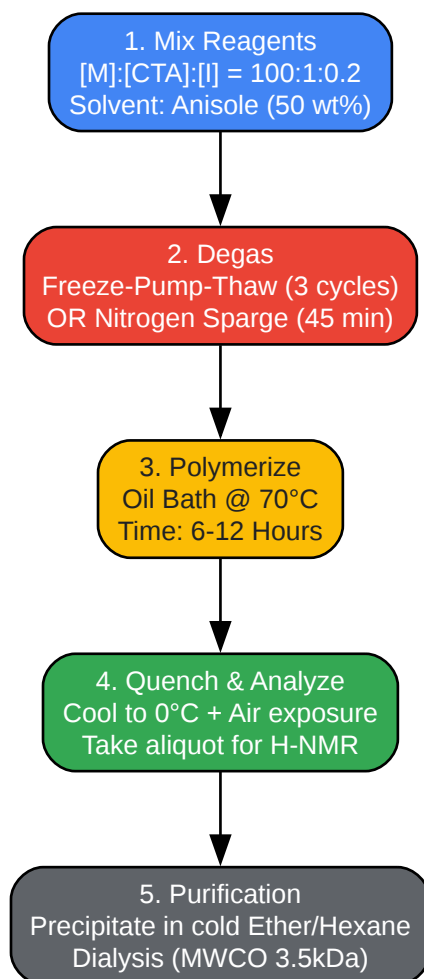 1. Mix Reagents
[M]:[CTA]:[I] = 100:1:0.2
Solvent: Anisole (50 wt%)
2. Degas
Freeze-Pump-Thaw (3 cycles)
OR Nitrogen Sparge (45 min)
3. Polymerize
Oil Bath @ 70°C
Time: 6-12 Hours
4. Quench & Analyze
Cool to 0°C + Air exposure
Take aliquot for H-NMR
5. Purification
Precipitate in cold Ether/Hexane
Dialysis (MWCO 3.5kDa)